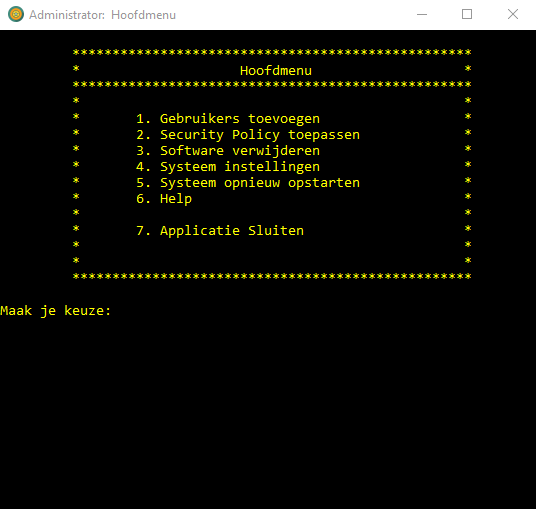 Administrator: Hoofdmenu
**************************************************
* Hoofdmenu *
**************************************************
* *
* 1. Gebruikers toevoegen *
* 2. Security Policy toepassen *
* 3. Software verwijderen *
* 4. Systeem instellingen *
* 5. Systeem opnieuw opstarten *
* 6. Help *
* *
* 7. Applicatie Sluiten *
* *
* *
**************************************************
Maak je keuze: